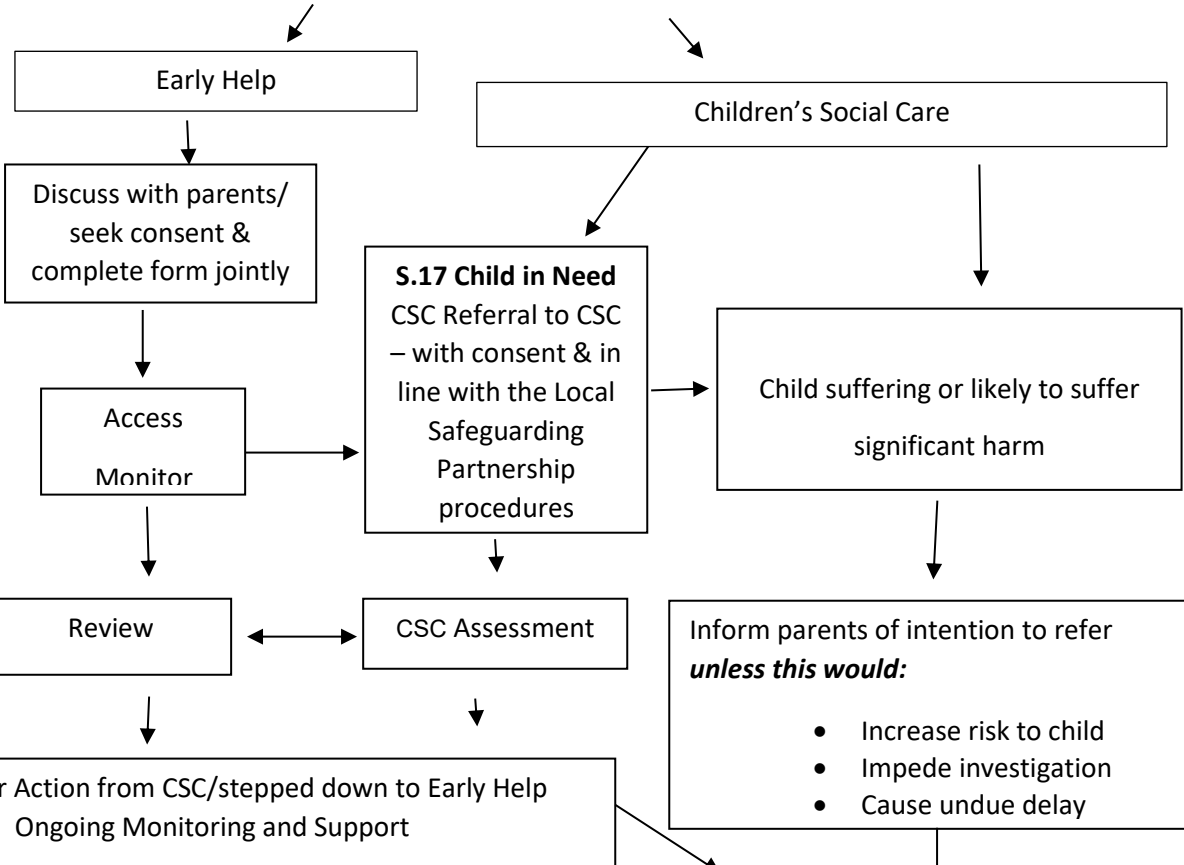 Early Help
Children’s Social Care
Discuss with parents/
seek consent &
complete form jointly
S.17 Child in Need
CSC Referral to CSC
– with consent & in
line with the Local
Safeguarding
Partnership
procedures
Access
Monitor
Child suffering or likely to suffer
significant harm
Review
CSC Assessment
Inform parents of intention to refer
unless this would:
• Increase risk to child
• Impede investigation
• Cause undue delay
Action from CSC/stepped down to Early Help
Ongoing Monitoring and Support